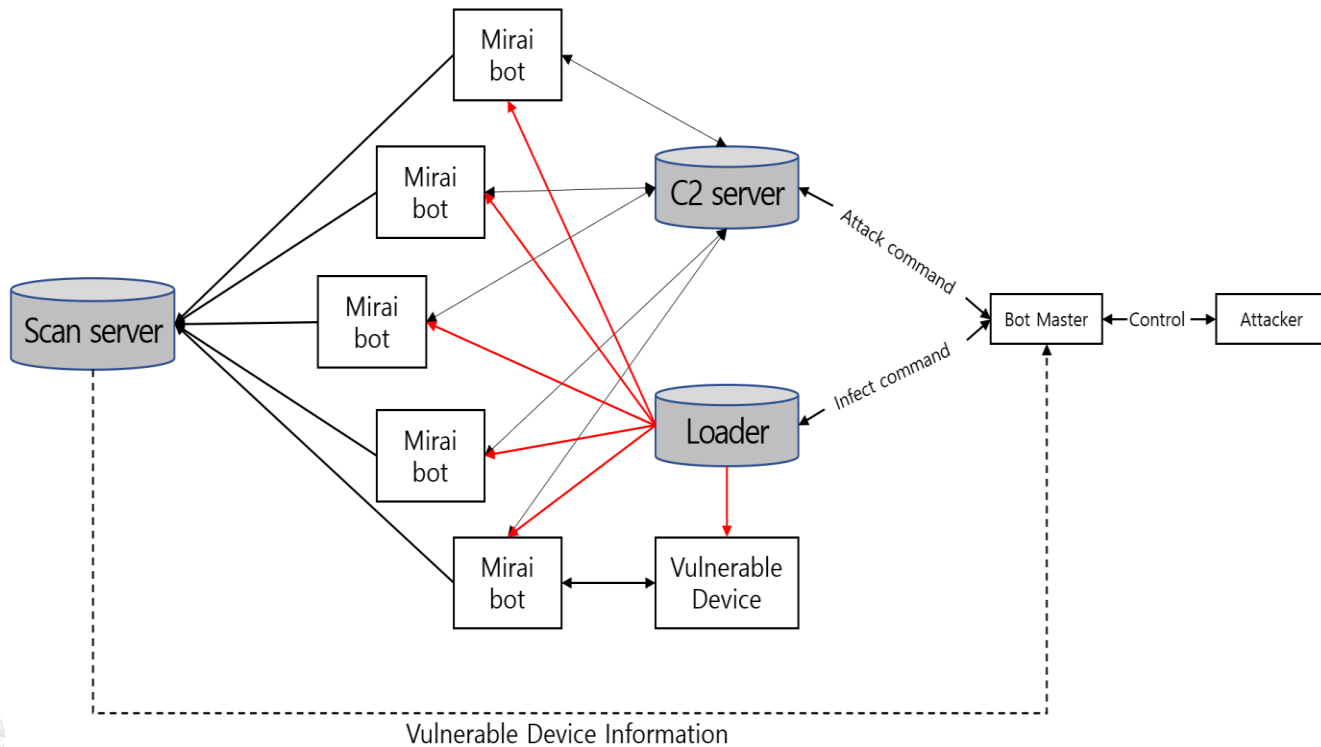 Mirai
bot
Mirai
bot
C2 server
Attack command
Mirai
bot
Scan server
Bot Master
Control
Attacker
Infect command
Mirai
bot
Loader
Mirai
bot
Vulnerable
Device
Vulnerable Device Information